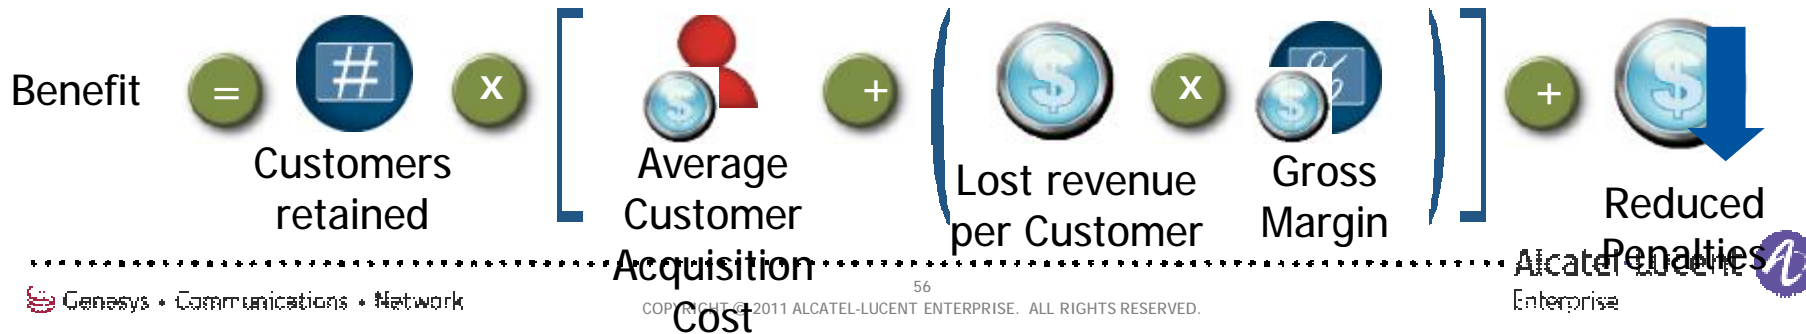 Benefit = # Customers retained x [ Average Customer Acquisition Cost + ( $ Lost revenue per Customer x % Gross Margin ) ] + $ Reduced Penalties
Genesys • Communications • Network
56
COPYRIGHT © 2011 ALCATEL-LUCENT ENTERPRISE. ALL RIGHTS RESERVED.
Alcatel-Lucent
Enterprise